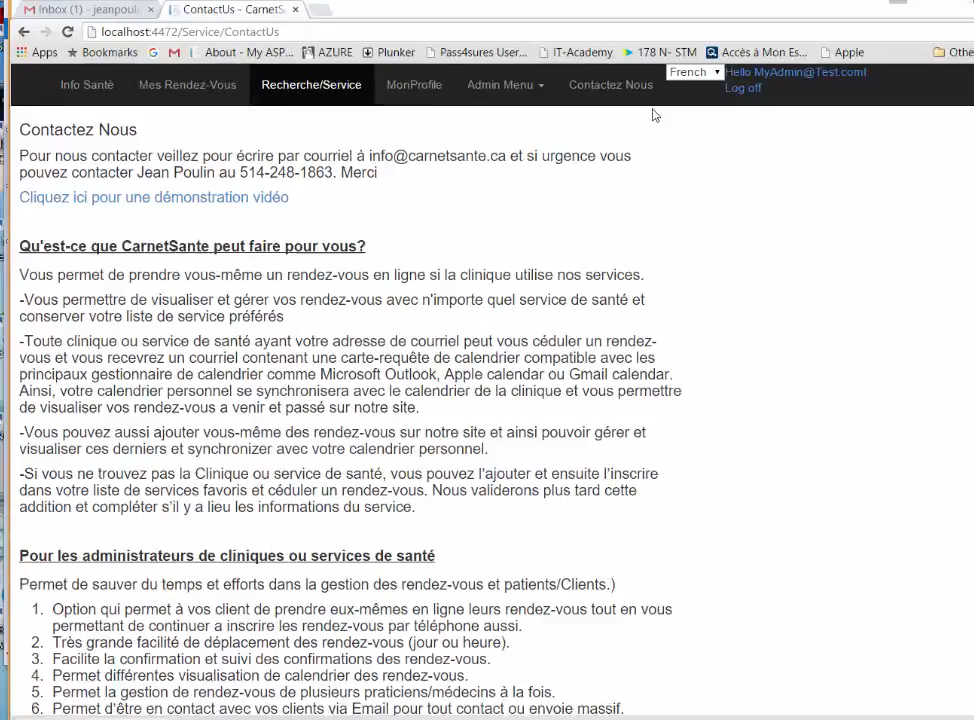 Inbox (1) - jeanpoul
ContactUs - CarnetS
localhost:4472/Service/ContactUs
Apps Bookmarks About - My ASP... AZURE Plunker Pass4sures User... IT-Academy 178 N- STM Accès à Mon Es... Apple Othe
Info Santé Mes Rendez-Vous Recherche/Service MonProfile Admin Menu Contactez Nous French Hello MyAdmin@Test.com!
Log off
Contactez Nous
Pour nous contacter veillez pour écrire par courriel à info@carnetsante.ca et si urgence vous
pouvez contacter Jean Poulin au 514-248-1863. Merci
Cliquez ici pour une démonstration vidéo
Qu'est-ce que CarnetSante peut faire pour vous?
Vous permet de prendre vous-même un rendez-vous en ligne si la clinique utilise nos services.
-Vous permettre de visualiser et gérer vos rendez-vous avec n'importe quel service de santé et
conserver votre liste de service préférés
-Toute clinique ou service de santé ayant votre adresse de courriel peut vous céduler un rendez-
vous et vous recevrez un courriel contenant une carte-requête de calendrier compatible avec les
principaux gestionnaire de calendrier comme Microsoft Outlook, Apple calendar ou Gmail calendar.
Ainsi, votre calendrier personnel se synchronisera avec le calendrier de la clinique et vous permettre
de visualiser vos rendez-vous a venir et passé sur notre site.
-Vous pouvez aussi ajouter vous-même des rendez-vous sur notre site et ainsi pouvoir gérer et
visualiser ces derniers et synchronizer avec votre calendrier personnel.
-Si vous ne trouvez pas la Clinique ou service de santé, vous pouvez l'ajouter et ensuite l'inscrire
dans votre liste de services favoris et céduler un rendez-vous. Nous validerons plus tard cette
addition et compléter s'il y a lieu les informations du service.
Pour les administrateurs de cliniques ou services de santé
Permet de sauver du temps et efforts dans la gestion des rendez-vous et patients/Clients.)
1. Option qui permet à vos client de prendre eux-mêmes en ligne leurs rendez-vous tout en vous
permettant de continuer a inscrire les rendez-vous par téléphone aussi.
2. Très grande facilité de déplacement des rendez-vous (jour ou heure).
3. Facilite la confirmation et suivi des confirmations des rendez-vous.
4. Permet différentes visualisation de calendrier des rendez-vous.
5. Permet la gestion de rendez-vous de plusieurs praticiens/médecins à la fois.
6. Permet d'être en contact avec vos clients via Email pour tout contact ou envoie massif.